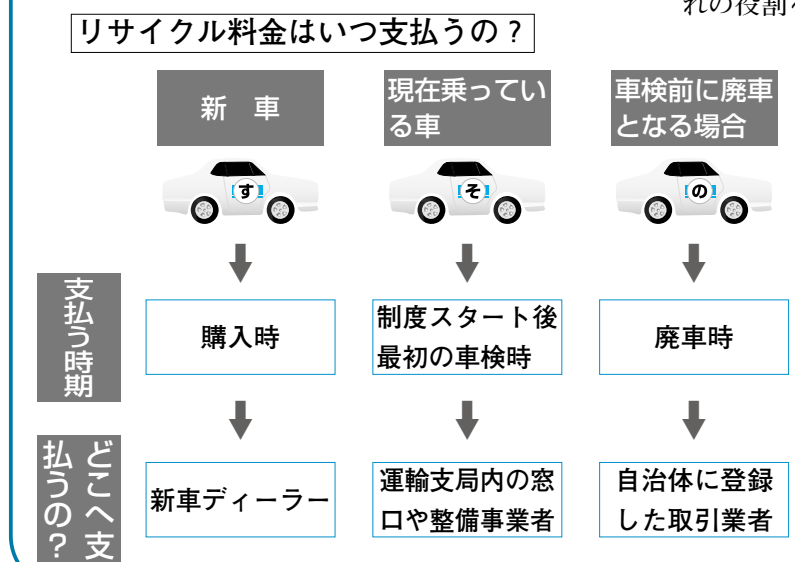 れの役割
リサイクル料金はいつ支払うの?
新 車
現在乗ってい
る車
車検前に廃車
となる場合
す
そ
の
支払う時期
購入時
制度スタート後
最初の車検時
廃車時
どこへ支
払うの?
新車ディーラー
運輸支局内の窓
口や整備事業者
自治体に登録
した取引業者